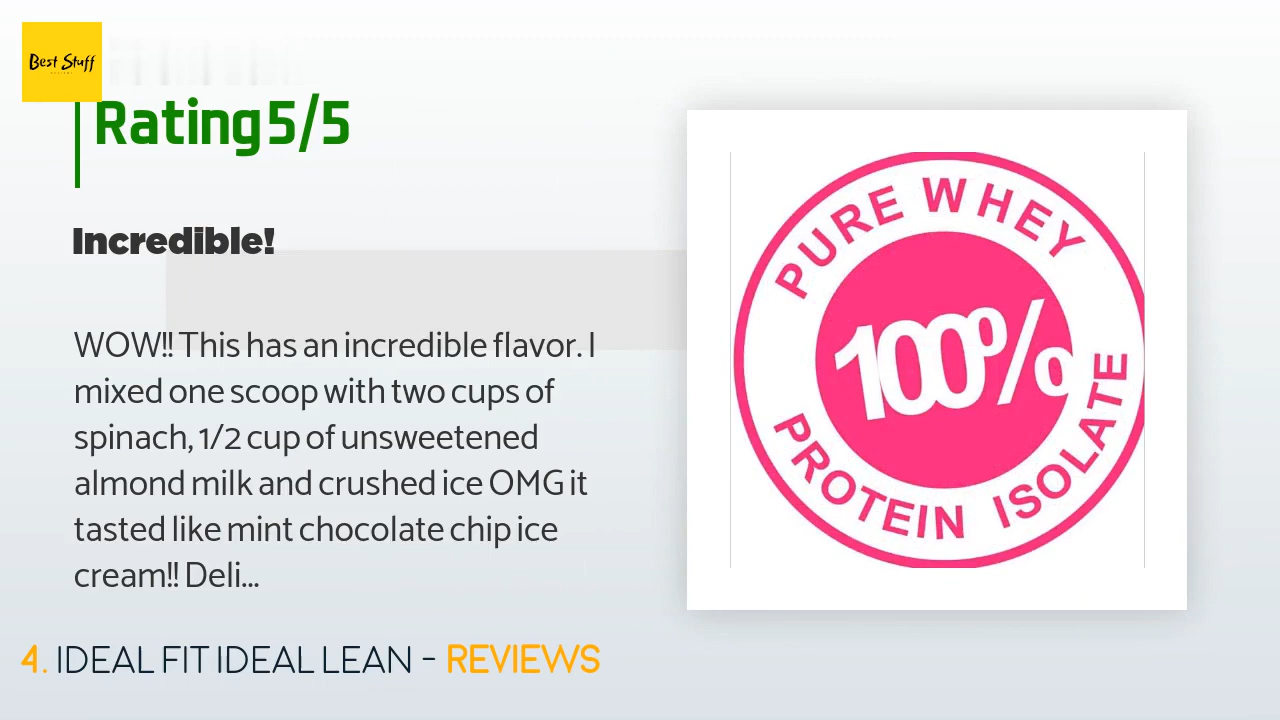 Best Stuff
Rating 5/5
Incredible!
WOW!! This has an incredible flavor. I
mixed one scoop with two cups of
spinach, 1/2 cup of unsweetened
almond milk and crushed ice OMG it
tasted like mint chocolate chip ice
cream!! Deli...
PURE WHEY
100%
PROTEIN ISOLATE
4. IDEAL FIT IDEAL LEAN - REVIEWS